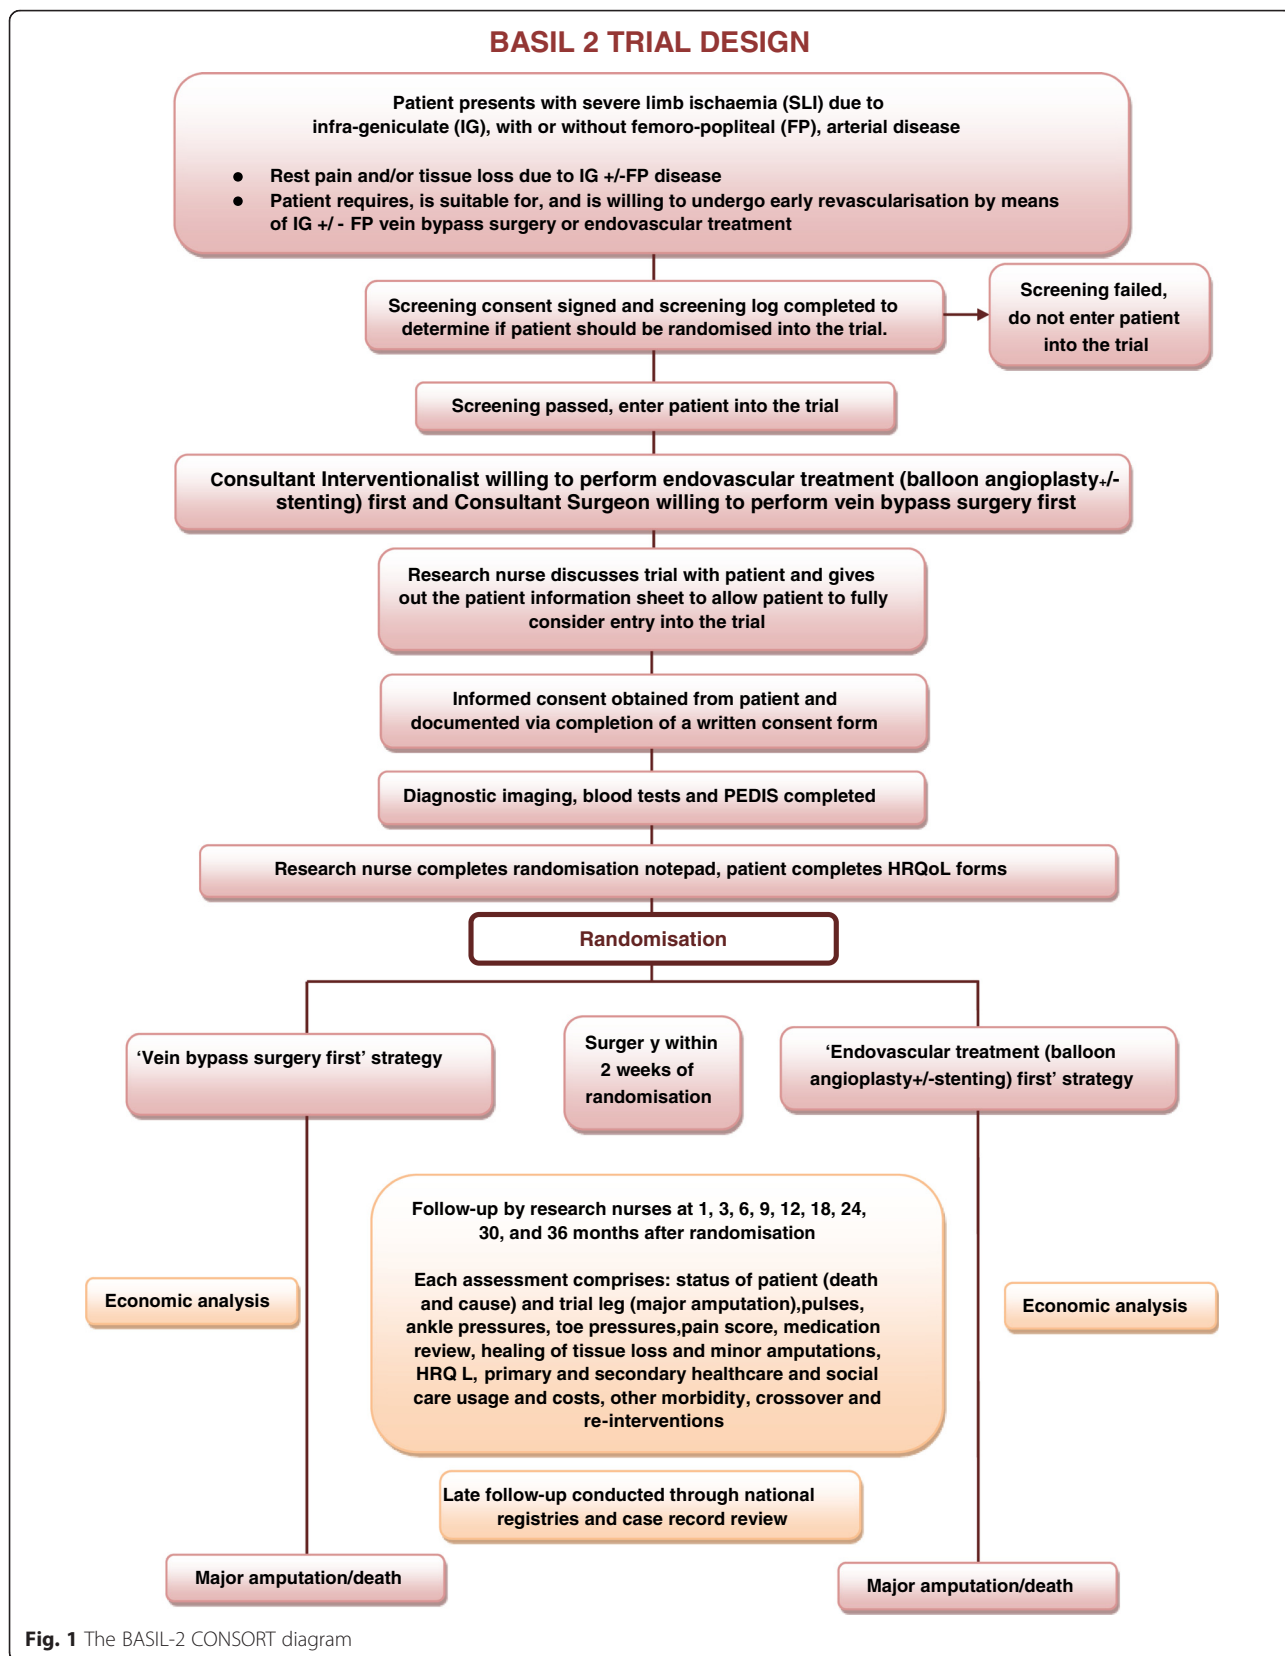 BASIL 2 TRIAL DESIGN
Patient presents with severe limb ischaemia (SLI) due to
infra-geniculate (IG), with or without femoro-popliteal (FP), arterial disease
● Rest pain and/or tissue loss due to IG +/-FP disease
● Patient requires, is suitable for, and is willing to undergo early revascularisation by means
of IG +/ - FP vein bypass surgery or endovascular treatment
Screening consent signed and screening log completed to
determine if patient should be randomised into the trial.
Screening failed,
do not enter patient
into the trial
Screening passed, enter patient into the trial
Consultant Interventionalist willing to perform endovascular treatment (balloon angioplasty+/-
stenting) first and Consultant Surgeon willing to perform vein bypass surgery first
Research nurse discusses trial with patient and gives
out the patient information sheet to allow patient to fully
consider entry into the trial
Informed consent obtained from patient and
documented via completion of a written consent form
Diagnostic imaging, blood tests and PEDIS completed
Research nurse completes randomisation notepad, patient completes HRQoL forms
Randomisation
‘Vein bypass surgery first’ strategy
Surger y within
2 weeks of
randomisation
‘Endovascular treatment (balloon
angioplasty+/-stenting) first’ strategy
Follow-up by research nurses at 1, 3, 6, 9, 12, 18, 24,
30, and 36 months after randomisation
Each assessment comprises: status of patient (death
and cause) and trial leg (major amputation),pulses,
ankle pressures, toe pressures,pain score, medication
review, healing of tissue loss and minor amputations,
HRQ L, primary and secondary healthcare and social
care usage and costs, other morbidity, crossover and
re-interventions
Economic analysis
Economic analysis
Late follow-up conducted through national
registries and case record review
Major amputation/death
Major amputation/death
Fig. 1 The BASIL-2 CONSORT diagram